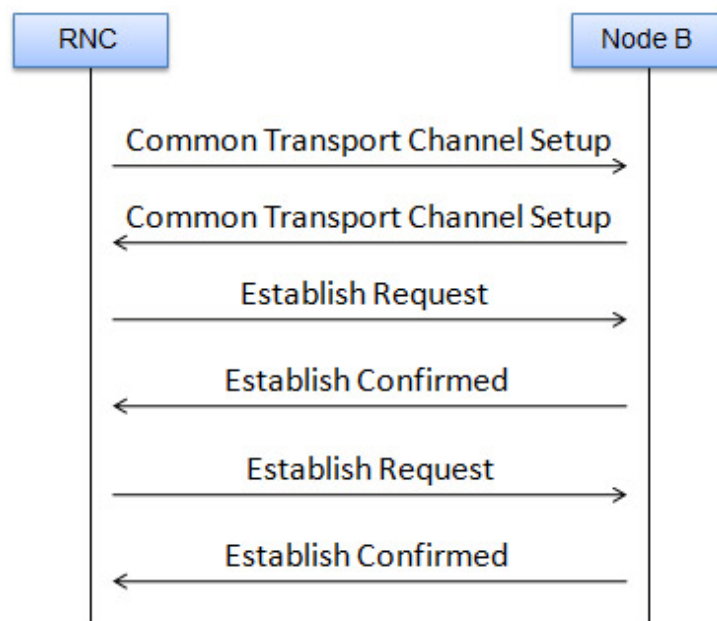 RNC
Node B
Common Transport Channel Setup
Common Transport Channel Setup
Establish Request
Establish Confirmed
Establish Request
Establish Confirmed